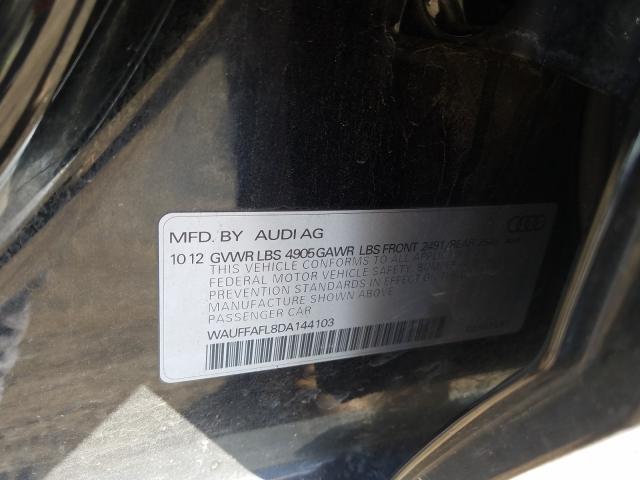 MFD. BY AUDI AG
10 12 GVWR LBS 4905 GAWR LBS FRONT 2491/REAR
THIS VEHICLE CONFORMS TO ALL
FEDERAL MOTOR VEHICLE SAFETY,
PREVENTION STANDARDS IN EFFECT
MANUFACTURE SHOWN ABOVE
PASSENGER CAR
WAUFFAFL8DA144103